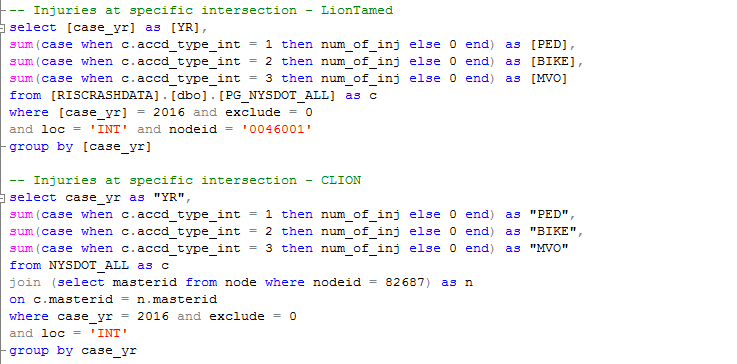 -- Injuries at specific intersection - LionTamed
select [case_yr] as [YR],
sum(case when c.accd_type_int = 1 then num_of_inj else 0 end) as [PED],
sum(case when c.accd_type_int = 2 then num_of_inj else 0 end) as [BIKE],
sum(case when c.accd_type_int = 3 then num_of_inj else 0 end) as [MVO]
from [RISCRASHDATA].[dbo].[PG_NYSDOT_ALL] as c
where [case_yr] = 2016 and exclude = 0
and loc = 'INT' and nodeid = '0046001'
group by [case_yr]

-- Injuries at specific intersection - CLION
select case_yr as "YR",
sum(case when c.accd_type_int = 1 then num_of_inj else 0 end) as "PED",
sum(case when c.accd_type_int = 2 then num_of_inj else 0 end) as "BIKE",
sum(case when c.accd_type_int = 3 then num_of_inj else 0 end) as "MVO"
from NYSDOT_ALL as c
join (select masterid from node where nodeid = 82687) as n
on c.masterid = n.masterid
where case_yr = 2016 and exclude = 0
and loc = 'INT'
group by case_yr